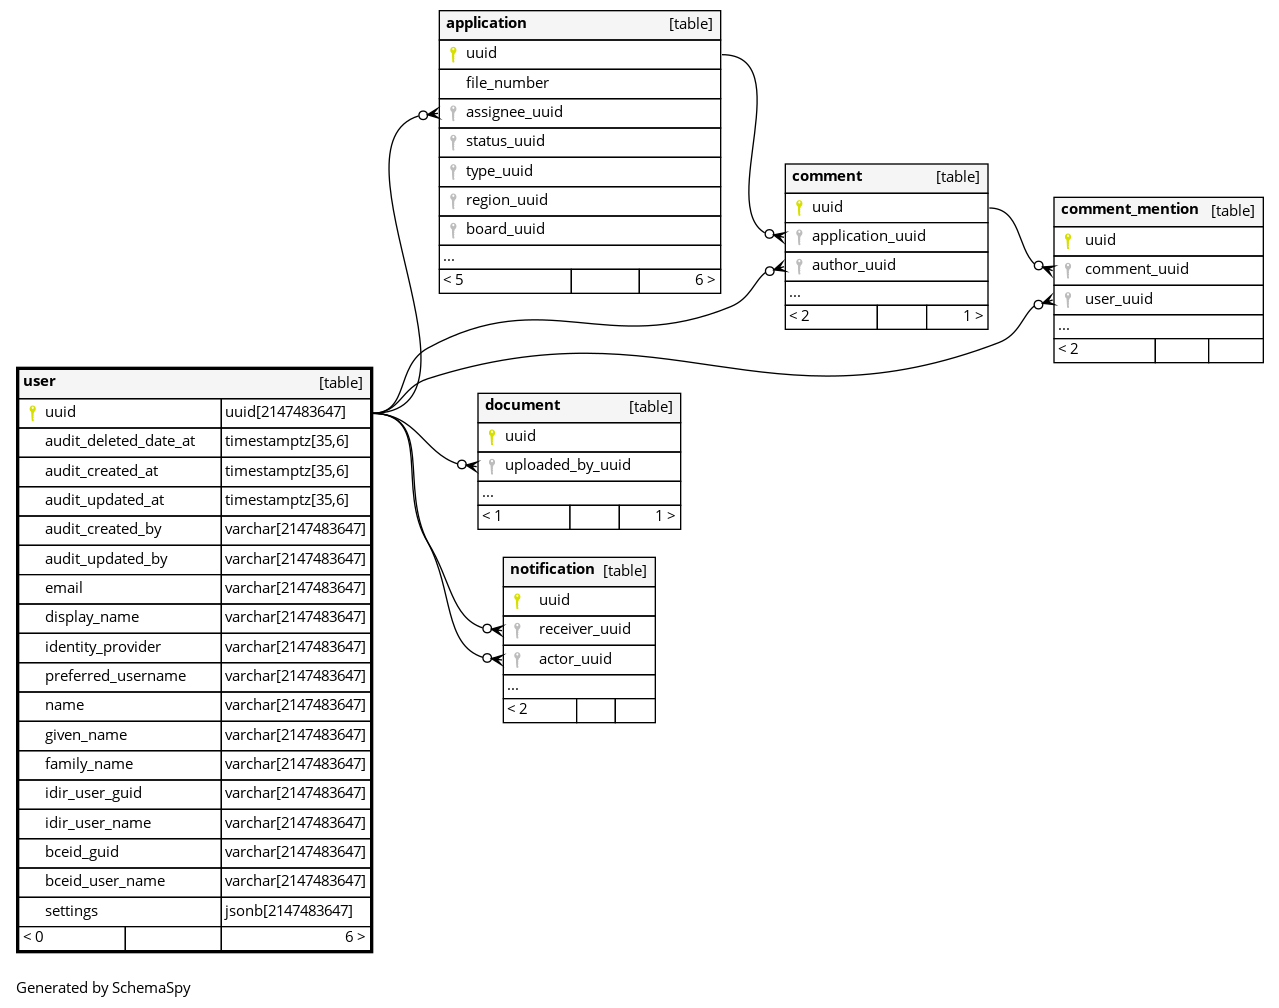 application [table]
uuid
file_number
assignee_uuid
status_uuid
type_uuid
region_uuid
board_uuid
...
< 5 6 >
comment [table]
uuid
application_uuid
author_uuid
...
< 2 1 >
comment_mention [table]
uuid
comment_uuid
user_uuid
...
< 2
user [table]
uuid uuid[2147483647]
audit_deleted_date_at timestamptz[35,6]
audit_created_at timestamptz[35,6]
audit_updated_at timestamptz[35,6]
audit_created_by varchar[2147483647]
audit_updated_by varchar[2147483647]
email varchar[2147483647]
display_name varchar[2147483647]
identity_provider varchar[2147483647]
preferred_username varchar[2147483647]
name varchar[2147483647]
given_name varchar[2147483647]
family_name varchar[2147483647]
idir_user_guid varchar[2147483647]
idir_user_name varchar[2147483647]
bceid_guid varchar[2147483647]
bceid_user_name varchar[2147483647]
settings jsonb[2147483647]
< 0 6 >
document [table]
uuid
uploaded_by_uuid
...
< 1 1 >
notification [table]
uuid
receiver_uuid
actor_uuid
...
< 2
Generated by SchemaSpy